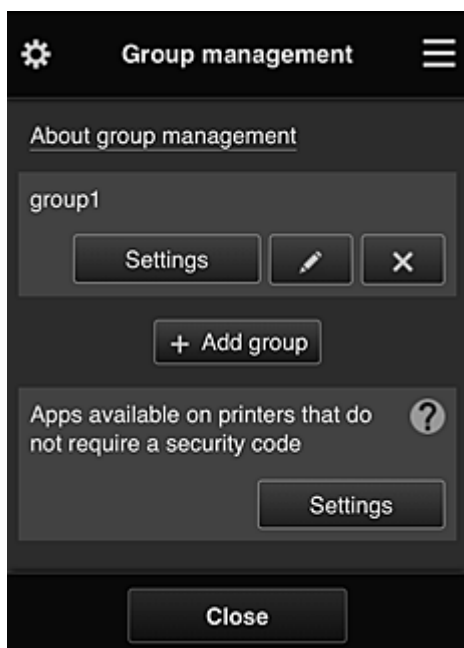 Group management
About group management
group1
Settings
+ Add group
Apps available on printers that do
not require a security code
?
Settings
Close